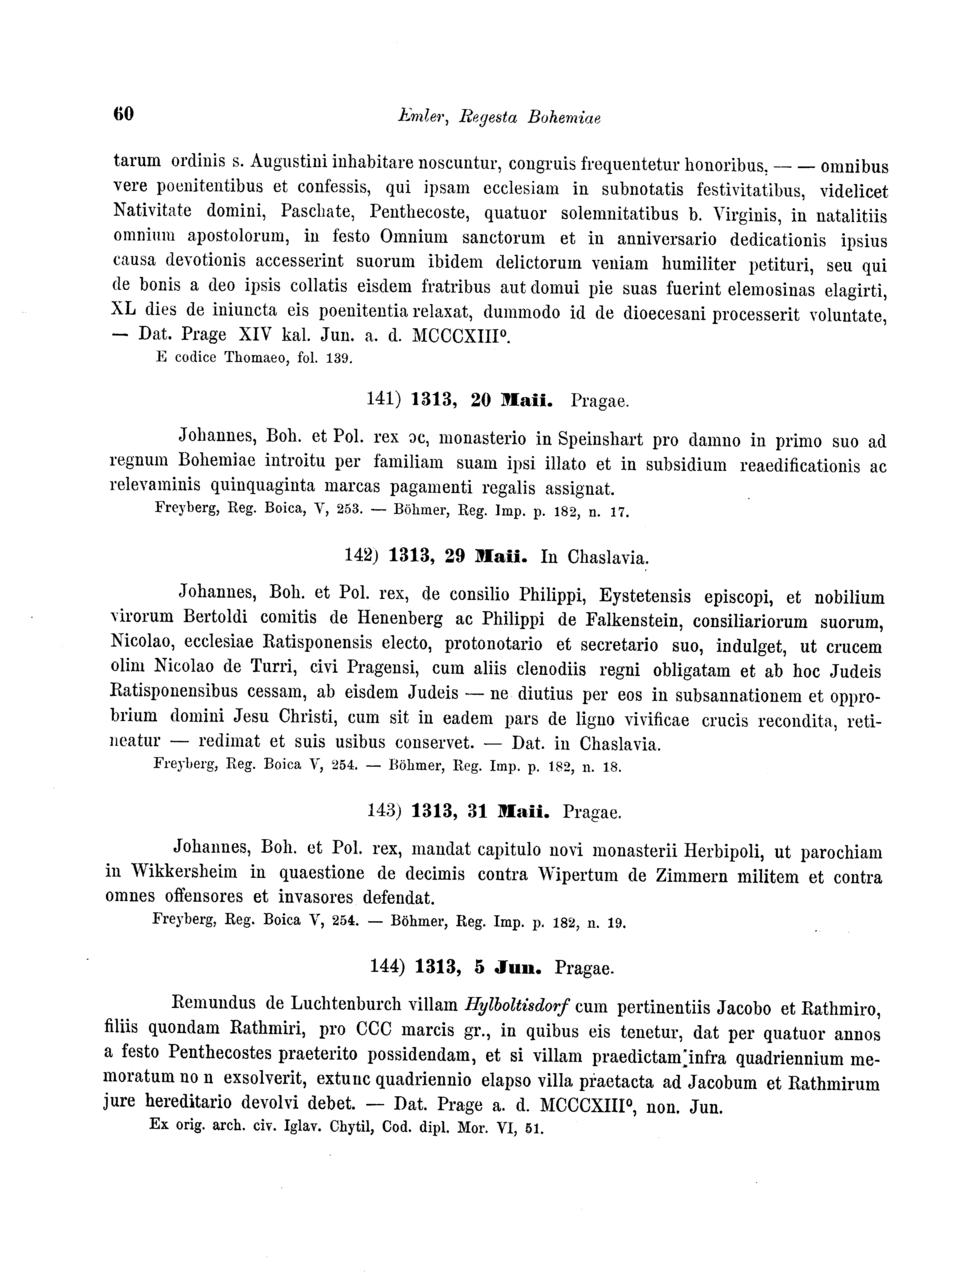 60
Emler, Regesta Bohemiae
tarum ordinis s. Augustini inhabitare noscuntur, congruis frequentetur honoribus, — — omnibus
vere poenitentibus et confessis, qui ipsam ecclesiam in subnotatis festivitatibus, videlicet
Nativitate domini, Paschate, Penthecoste, quatuor solemnitatibus b. Virginis, in natalitiis
omnium apostolorum, in festo Omnium sanctorum et in anniversario dedicationis ipsius
causa devotionis accesserint suorum ibidem delictorum veniam humiliter petituri, seu qui
de bonis a deo ipsis collatis eisdem fratribus aut domui pie suas fuerint elemosinas elagirti,
XL dies de iniuncta eis poenitentia relaxat, dummodo id de dioecesani processerit voluntate,
— Dat. Prage XIV kal. Jun. a. d. MCCCXIIIº.
E codice Thomaeo, fol. 139.
141) 1313, 20 Maii. Pragae.
Johannes, Boh. et Pol. rex ɔc, monasterio in Speinshart pro damno in primo suo ad
regnum Bohemiae introitu per familiam suam ipsi illato et in subsidium reaedificationis ac
relevaminis quinquaginta marcas pagamenti regalis assignat.
Freyberg, Reg. Boica, V, 253. — Böhmer, Reg. Imp. p. 182, n. 17.
142) 1313, 29 Maii. In Chaslavia.
Johannes, Boh. et Pol. rex, de consilio Philippi, Eystetensis episcopi, et nobilium
virorum Bertoldi comitis de Henenberg ac Philippi de Falkenstein, consiliariorum suorum,
Nicolao, ecclesiae Ratisponensis electo, protonotario et secretario suo, indulget, ut crucem
olim Nicolao de Turri, civi Pragensi, cum aliis clenodiis regni obligatam et ab hoc Judeis
Ratisponensibus cessam, ab eisdem Judeis — ne diutius per eos in subsannationem et oppro-
brium domini Jesu Christi, cum sit in eadem pars de ligno vivificae crucis recondita, reti-
neatur — redimat et suis usibus conservet. — Dat. in Chaslavia.
Freyberg, Reg. Boica V, 254. — Böhmer, Reg. Imp. p. 182, n. 18.
143) 1313, 31 Maii. Pragae.
Johannes, Boh. et Pol. rex, mandat capitulo novi monasterii Herbipoli, ut parochiam
in Wikkersheim in quaestione de decimis contra Wipertum de Zimmern militem et contra
omnes offensores et invasores defendat.
Freyberg, Reg. Boica V, 254. — Böhmer, Reg. Imp. p. 182, n. 19.
144) 1313, 5 Jun. Pragae.
Remundus de Luchtenburch villam Hylboltisdorf cum pertinentiis Jacobo et Rathmiro,
filiis quondam Rathmiri, pro CCC marcis gr., in quibus eis tenetur, dat per quatuor annos
a festo Penthecostes praeterito possidendam, et si villam praedictam infra quadriennium me-
moratum no n exsolverit, extunc quadriennio elapso villa praetacta ad Jacobum et Rathmirum
jure hereditario devolvi debet. — Dat. Prage a. d. MCCCXIIIº, non. Jun.
Ex orig. arch. civ. Iglav. Chytil, Cod. dipl. Mor. VI, 51.